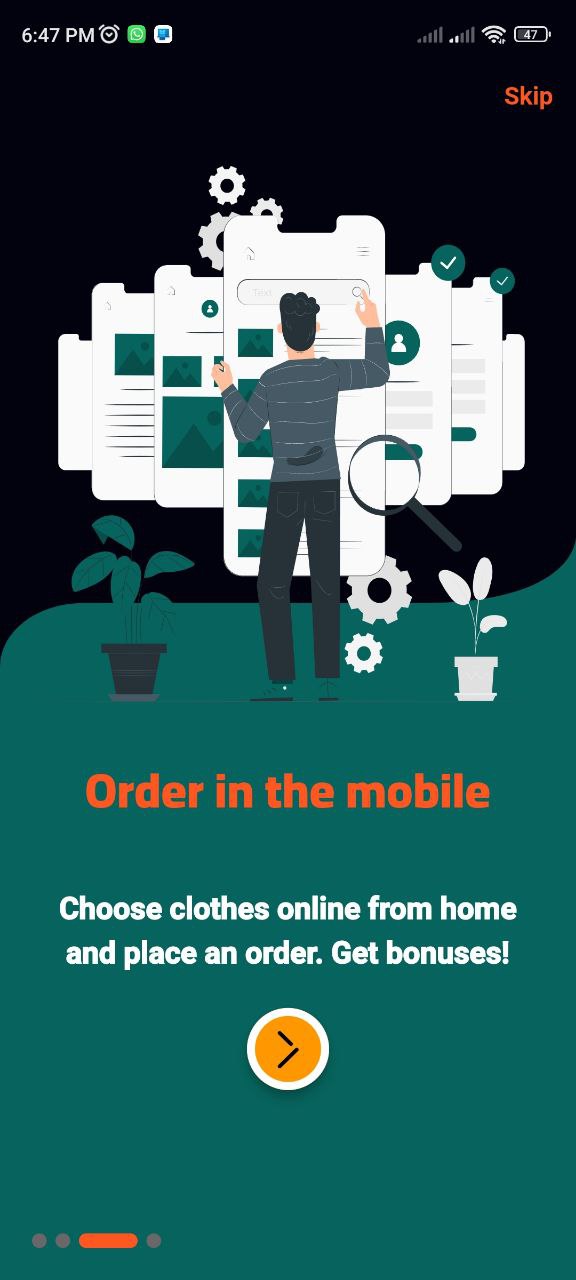 6:47 PM
47
Skip
Text
Order in the mobile
Choose clothes online from home
and place an order. Get bonuses!